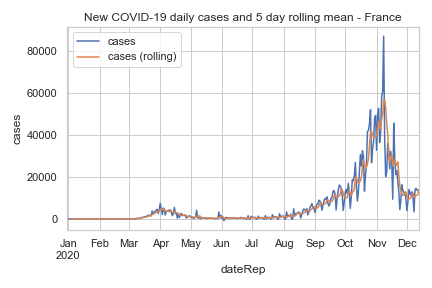 New COVID-19 daily cases and 5 day rolling mean - France
cases
cases (rolling)
80000
60000
40000
20000
0
cases
Jan Feb Mar Apr May Jun Jul Aug Sep Oct Nov Dec
2020
dateRep